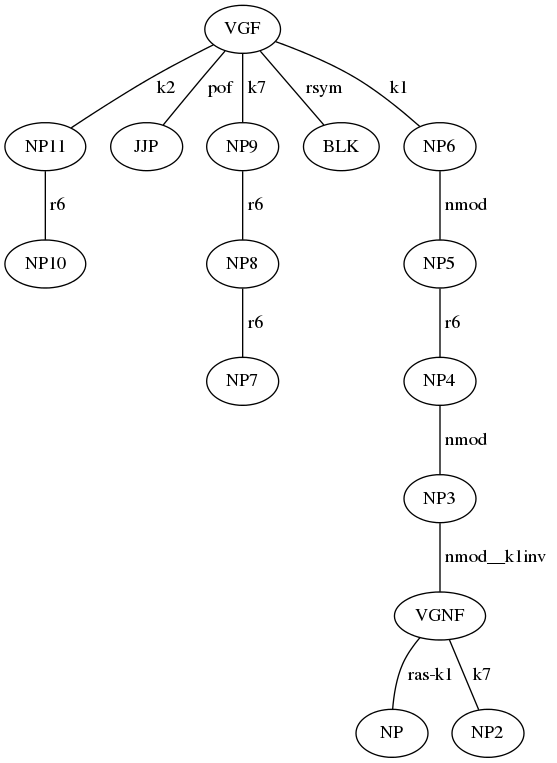 VGF
k2 pof k7 rsym k1
NP11 JJP NP9 BLK NP6
r6 r6 nmod
NP10 NP8 NP5
r6 r6
NP7 NP4
nmod
NP3
nmod__k1inv
VGNF
ras-k1 k7
NP NP2